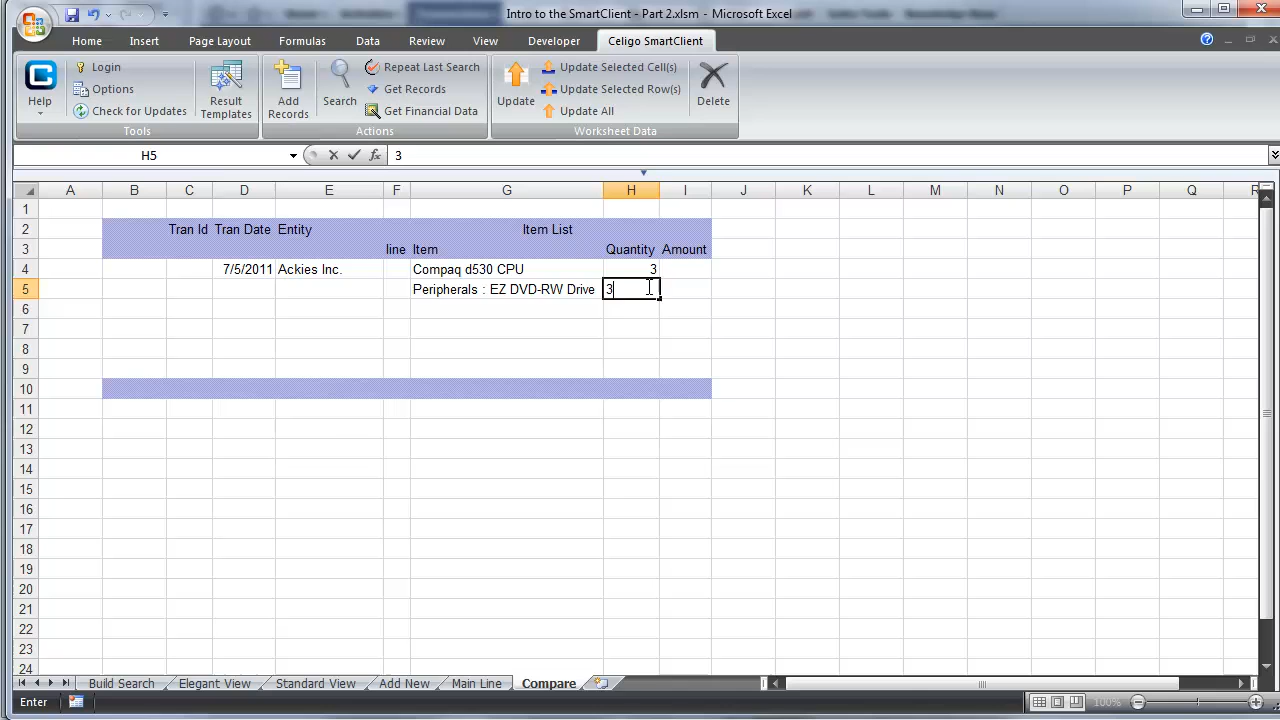 Intro to the SmartClient - Part 2.xlsm - Microsoft Excel
Home Insert Page Layout Formulas Data Review View Developer Celigo SmartClient
Help
Login
Options
Check for Updates
Result Templates
Tools
Add Records
Search
Repeat Last Search
Get Records
Get Financial Data
Actions
Update
Update Selected Cell(s)
Update Selected Row(s)
Update All
Delete
Worksheet Data
H5 fx 3
A B C D E F G H I J K L M N O P Q R
1
2 Tran Id Tran Date Entity Item List
3 line Item Quantity Amount
4 7/5/2011 Ackies Inc. Compaq d530 CPU 3
5 Peripherals : EZ DVD-RW Drive 3
6
7
8
9
10
11
12
13
14
15
16
17
18
19
20
21
22
23
24
Build Search Elegant View Standard View Add New Main Line Compare
Enter 100%